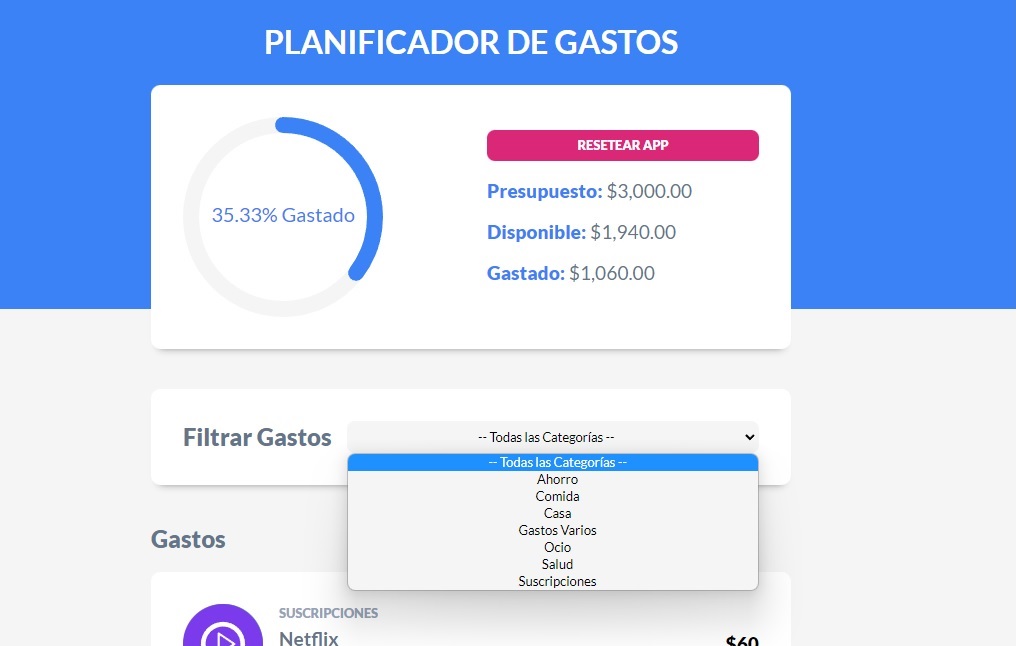 PLANIFICADOR DE GASTOS
35.33% Gastado
RESETEAR APP
Presupuesto: $3,000.00
Disponible: $1,940.00
Gastado: $1,060.00
Filtrar Gastos
-- Todas las Categorías --
-- Todas las Categorías --
Ahorro
Comida
Casa
Gastos Varios
Ocio
Salud
Suscripciones
Gastos
SUSCRIPCIONES
Netflix
$60